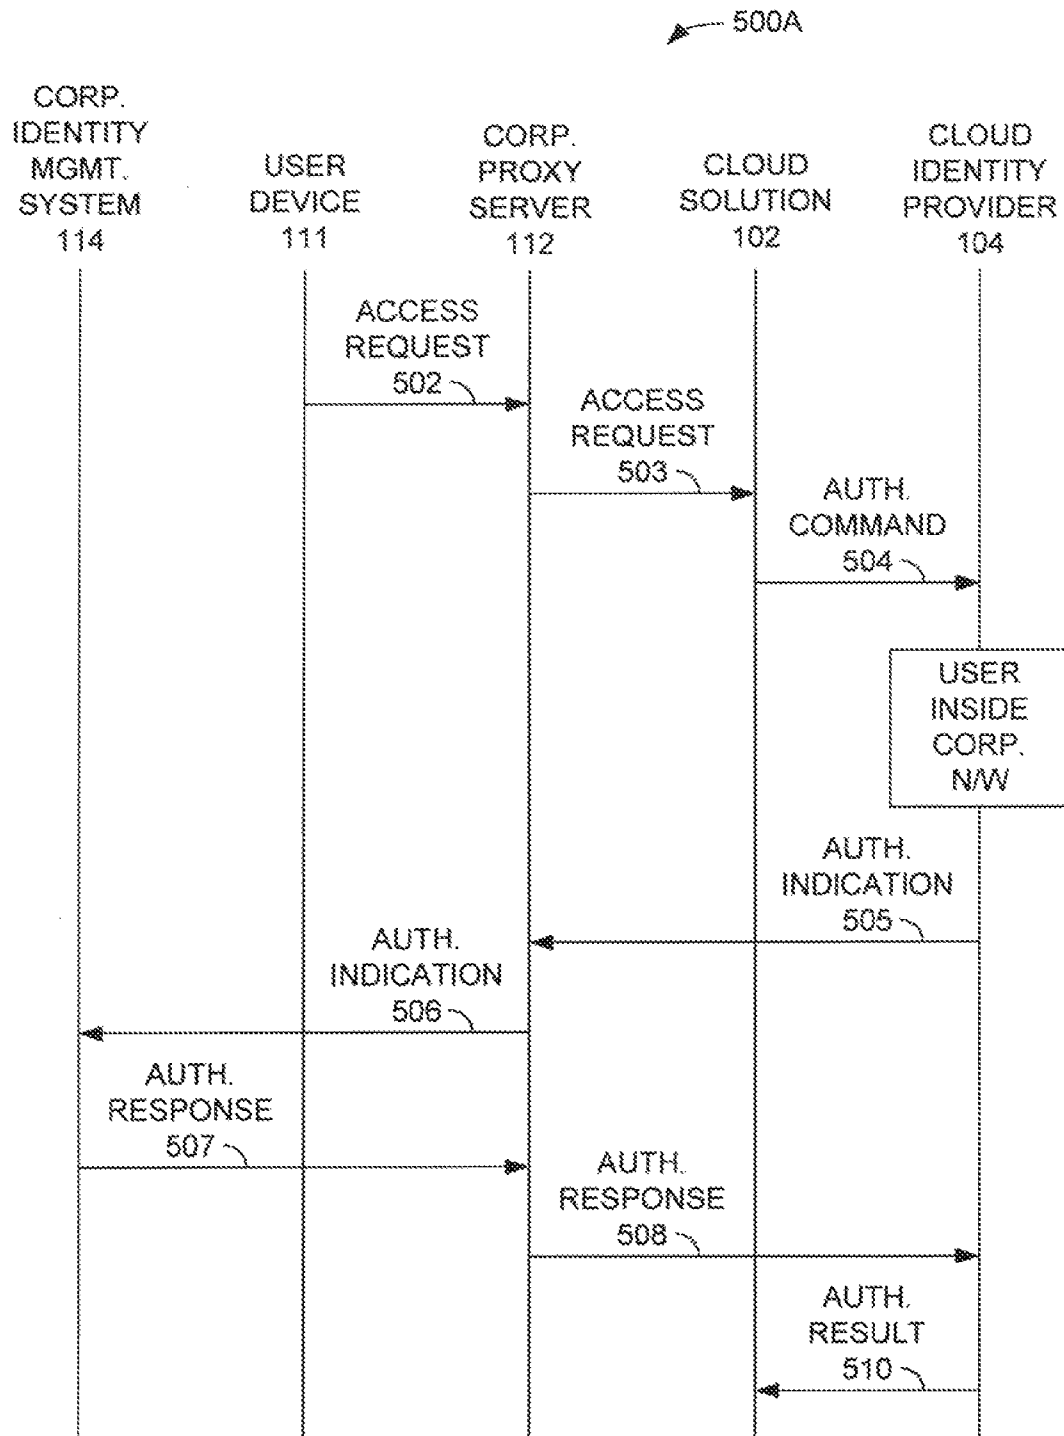 500A
CORP.
IDENTITY
MGMT.
SYSTEM
114
USER
DEVICE
111
CORP.
PROXY
SERVER
112
CLOUD
SOLUTION
102
CLOUD
IDENTITY
PROVIDER
104
ACCESS
REQUEST
502
ACCESS
REQUEST
503
AUTH.
COMMAND
504
USER
INSIDE
CORP.
N/W
AUTH.
INDICATION
505
AUTH.
INDICATION
506
AUTH.
RESPONSE
507
AUTH.
RESPONSE
508
AUTH.
RESULT
510